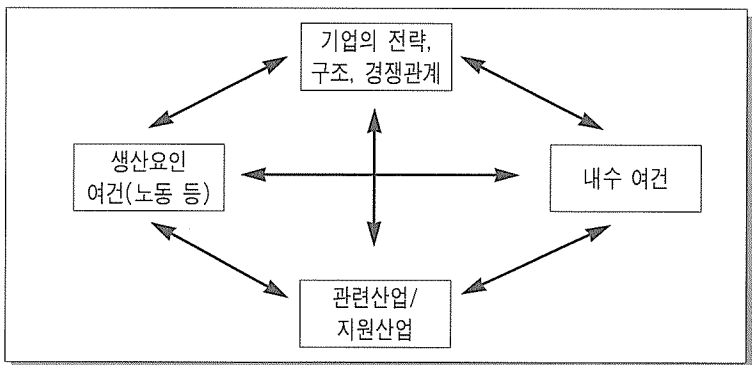 기업의 전략,
구조, 경쟁관계
생산요인
여건(노동 등)
내수 여건
관련산업/
지원산업